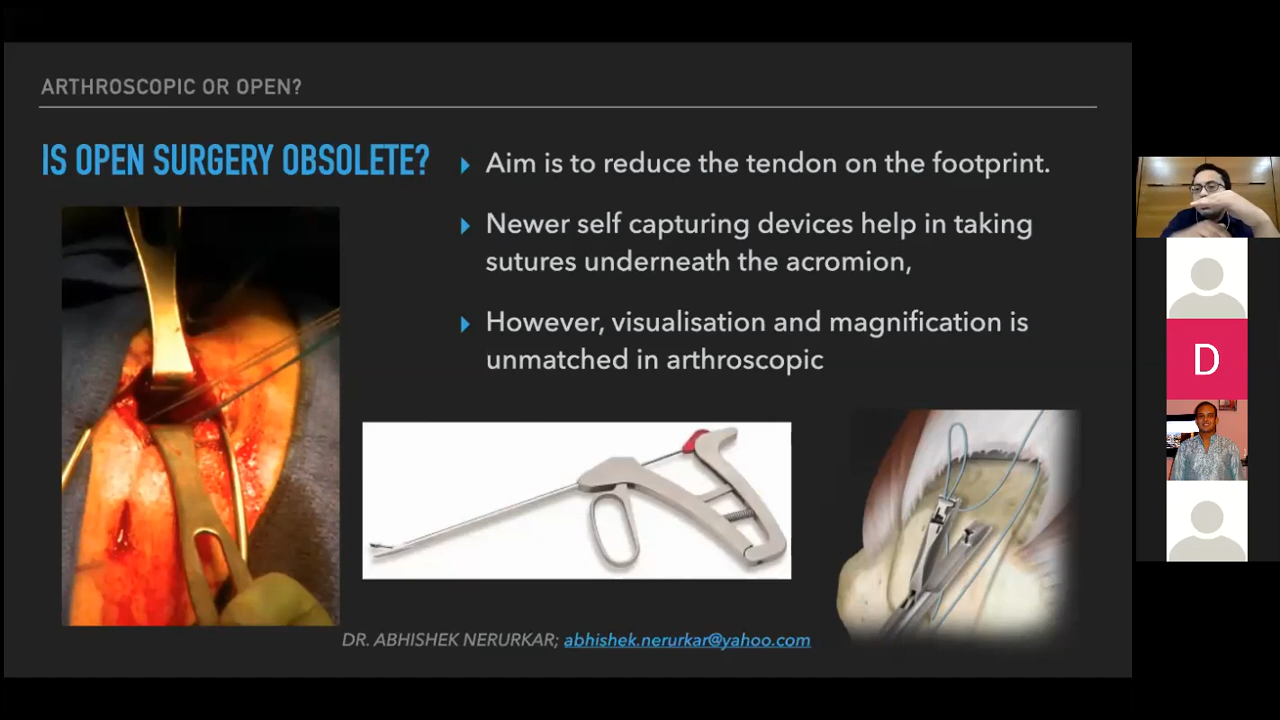 ARTHROSCOPIC OR OPEN?
IS OPEN SURGERY OBSOLETE?
Aim is to reduce the tendon on the footprint.
Newer self capturing devices help in taking
sutures underneath the acromion,
However, visualisation and magnification is
unmatched in arthroscopic
DR. ABHISHEK NERURKAR; abhishek.nerurkar@yahoo.com
D